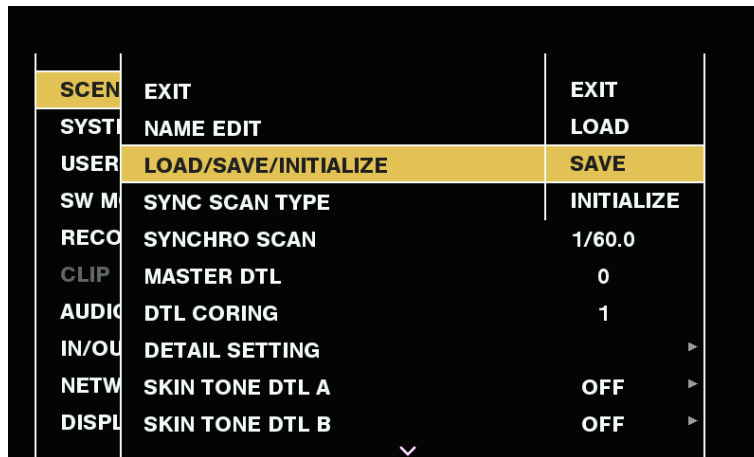 SCEN EXIT EXIT
SYSTI NAME EDIT LOAD
USER LOAD/SAVE/INITIALIZE SAVE
SW M SYNC SCAN TYPE INITIALIZE
RECO SYNCHRO SCAN 1/60.0
CLIP MASTER DTL 0
AUDIO DTL CORING 1
IN/OU DETAIL SETTING
NETW SKIN TONE DTL A OFF
DISPL SKIN TONE DTL B OFF